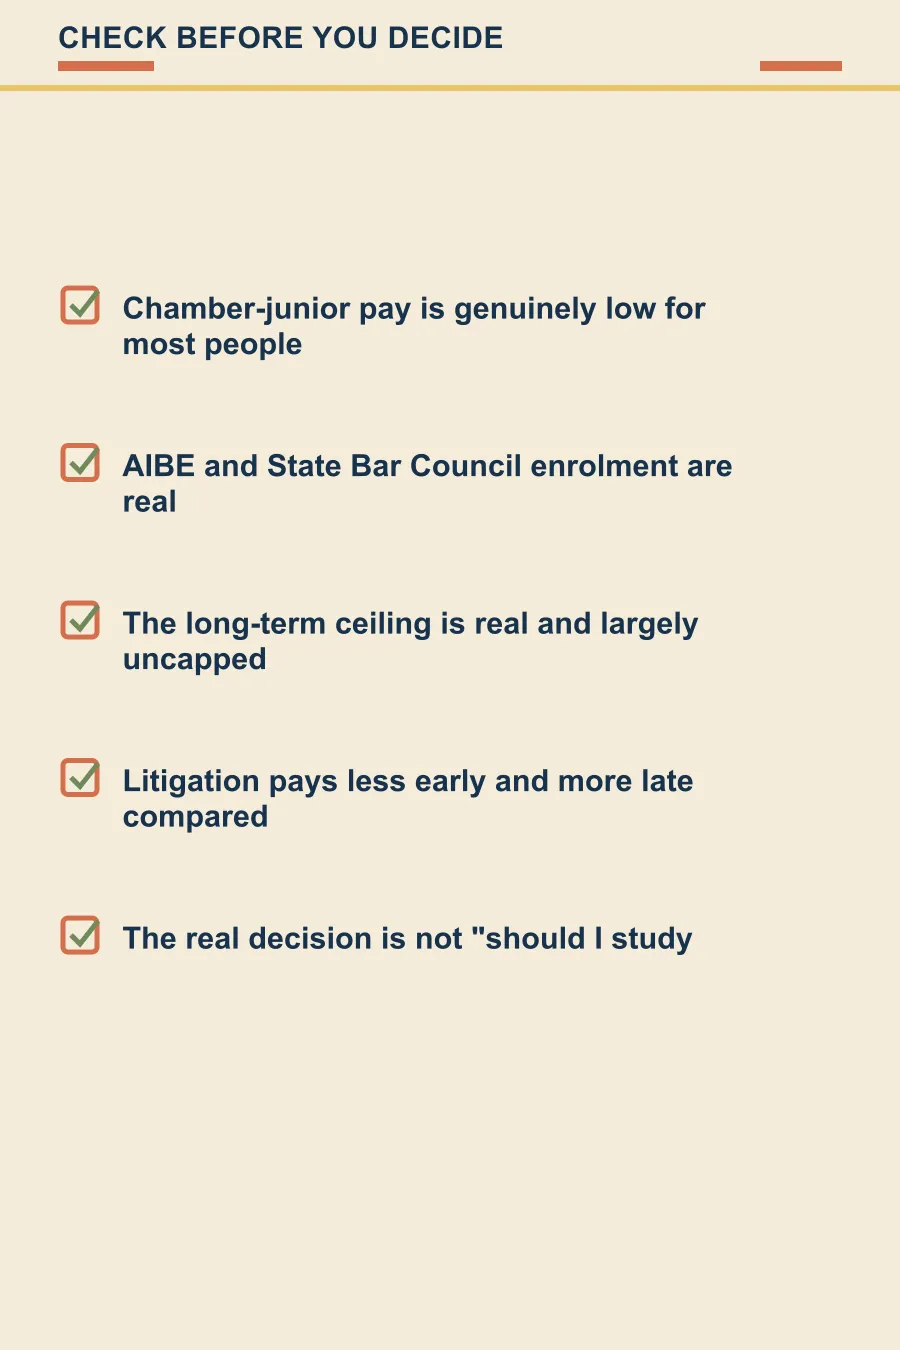 CHECK BEFORE YOU DECIDE
Chamber-junior pay is genuinely low for
most people
AIBE and State Bar Council enrolment are
real
The long-term ceiling is real and largely
uncapped
Litigation pays less early and more late
compared
The real decision is not "should I study